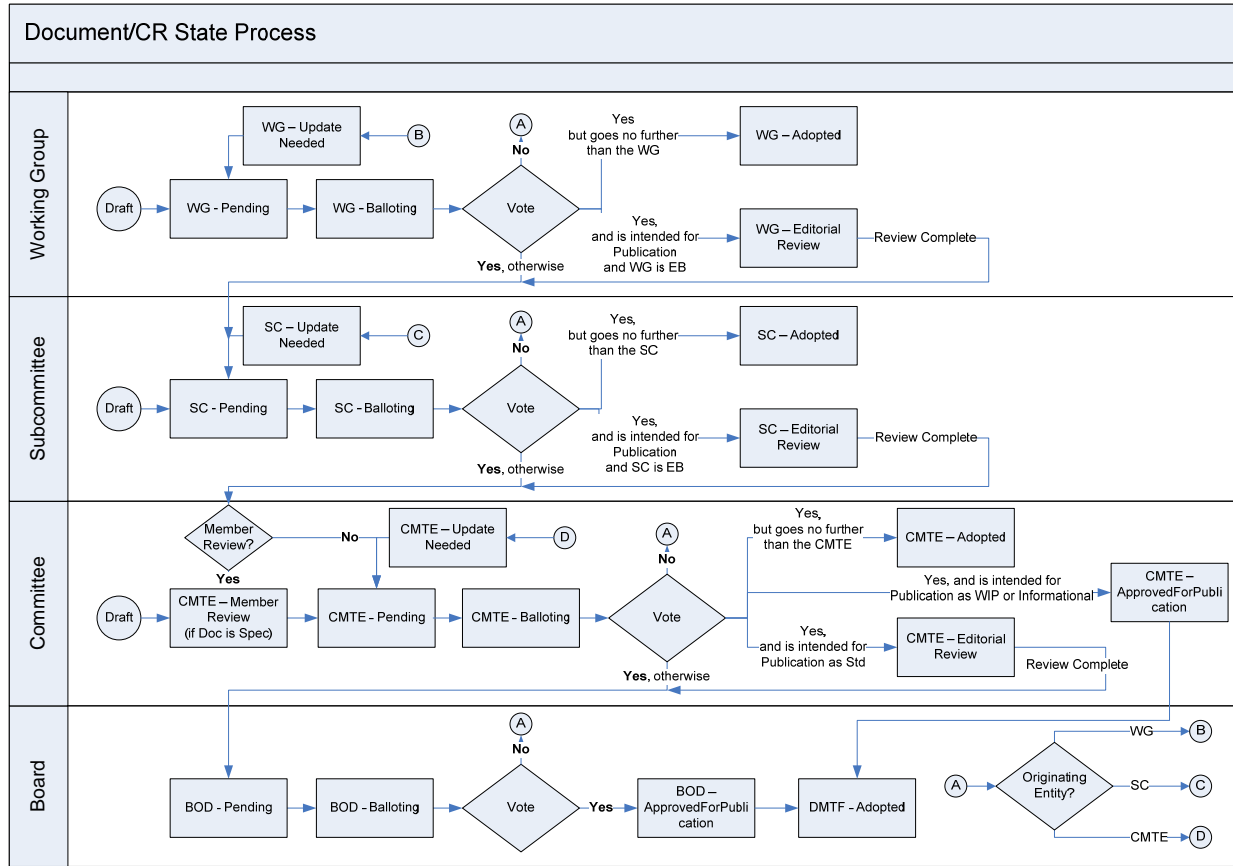 Document/CR State Process
Working Group
WG – Update
Needed
B
A
No
Yes
but goes no further
than the WG
WG – Adopted
Draft
WG - Pending
WG - Balloting
Vote
Yes,
and is intended for
Publication
and WG is EB
WG – Editorial
Review
Review Complete
Yes, otherwise
Subcommittee
SC – Update
Needed
C
A
No
Yes,
but goes no further
than the SC
SC – Adopted
Draft
SC - Pending
SC - Balloting
Vote
Yes,
and is intended for
Publication
and SC is EB
SC – Editorial
Review
Review Complete
Yes, otherwise
Committee
Member
Review?
No
Yes
CMTE – Update
Needed
D
A
No
Yes,
but goes no further
than the CMTE
CMTE – Adopted
Yes, and is intended for
Publication as WIP or Informational
CMTE –
ApprovedForPubli
cation
Draft
CMTE – Member
Review
(if Doc is Spec)
CMTE – Pending
CMTE – Balloting
Vote
Yes,
and is intended for
Publication as Std
CMTE – Editorial
Review
Review Complete
Yes, otherwise
Board
A
No
BOD - Pending
BOD - Balloting
Vote
Yes
BOD –
ApprovedForPubli
cation
DMTF – Adopted
A
Originating
Entity?
WG
B
SC
C
CMTE
D